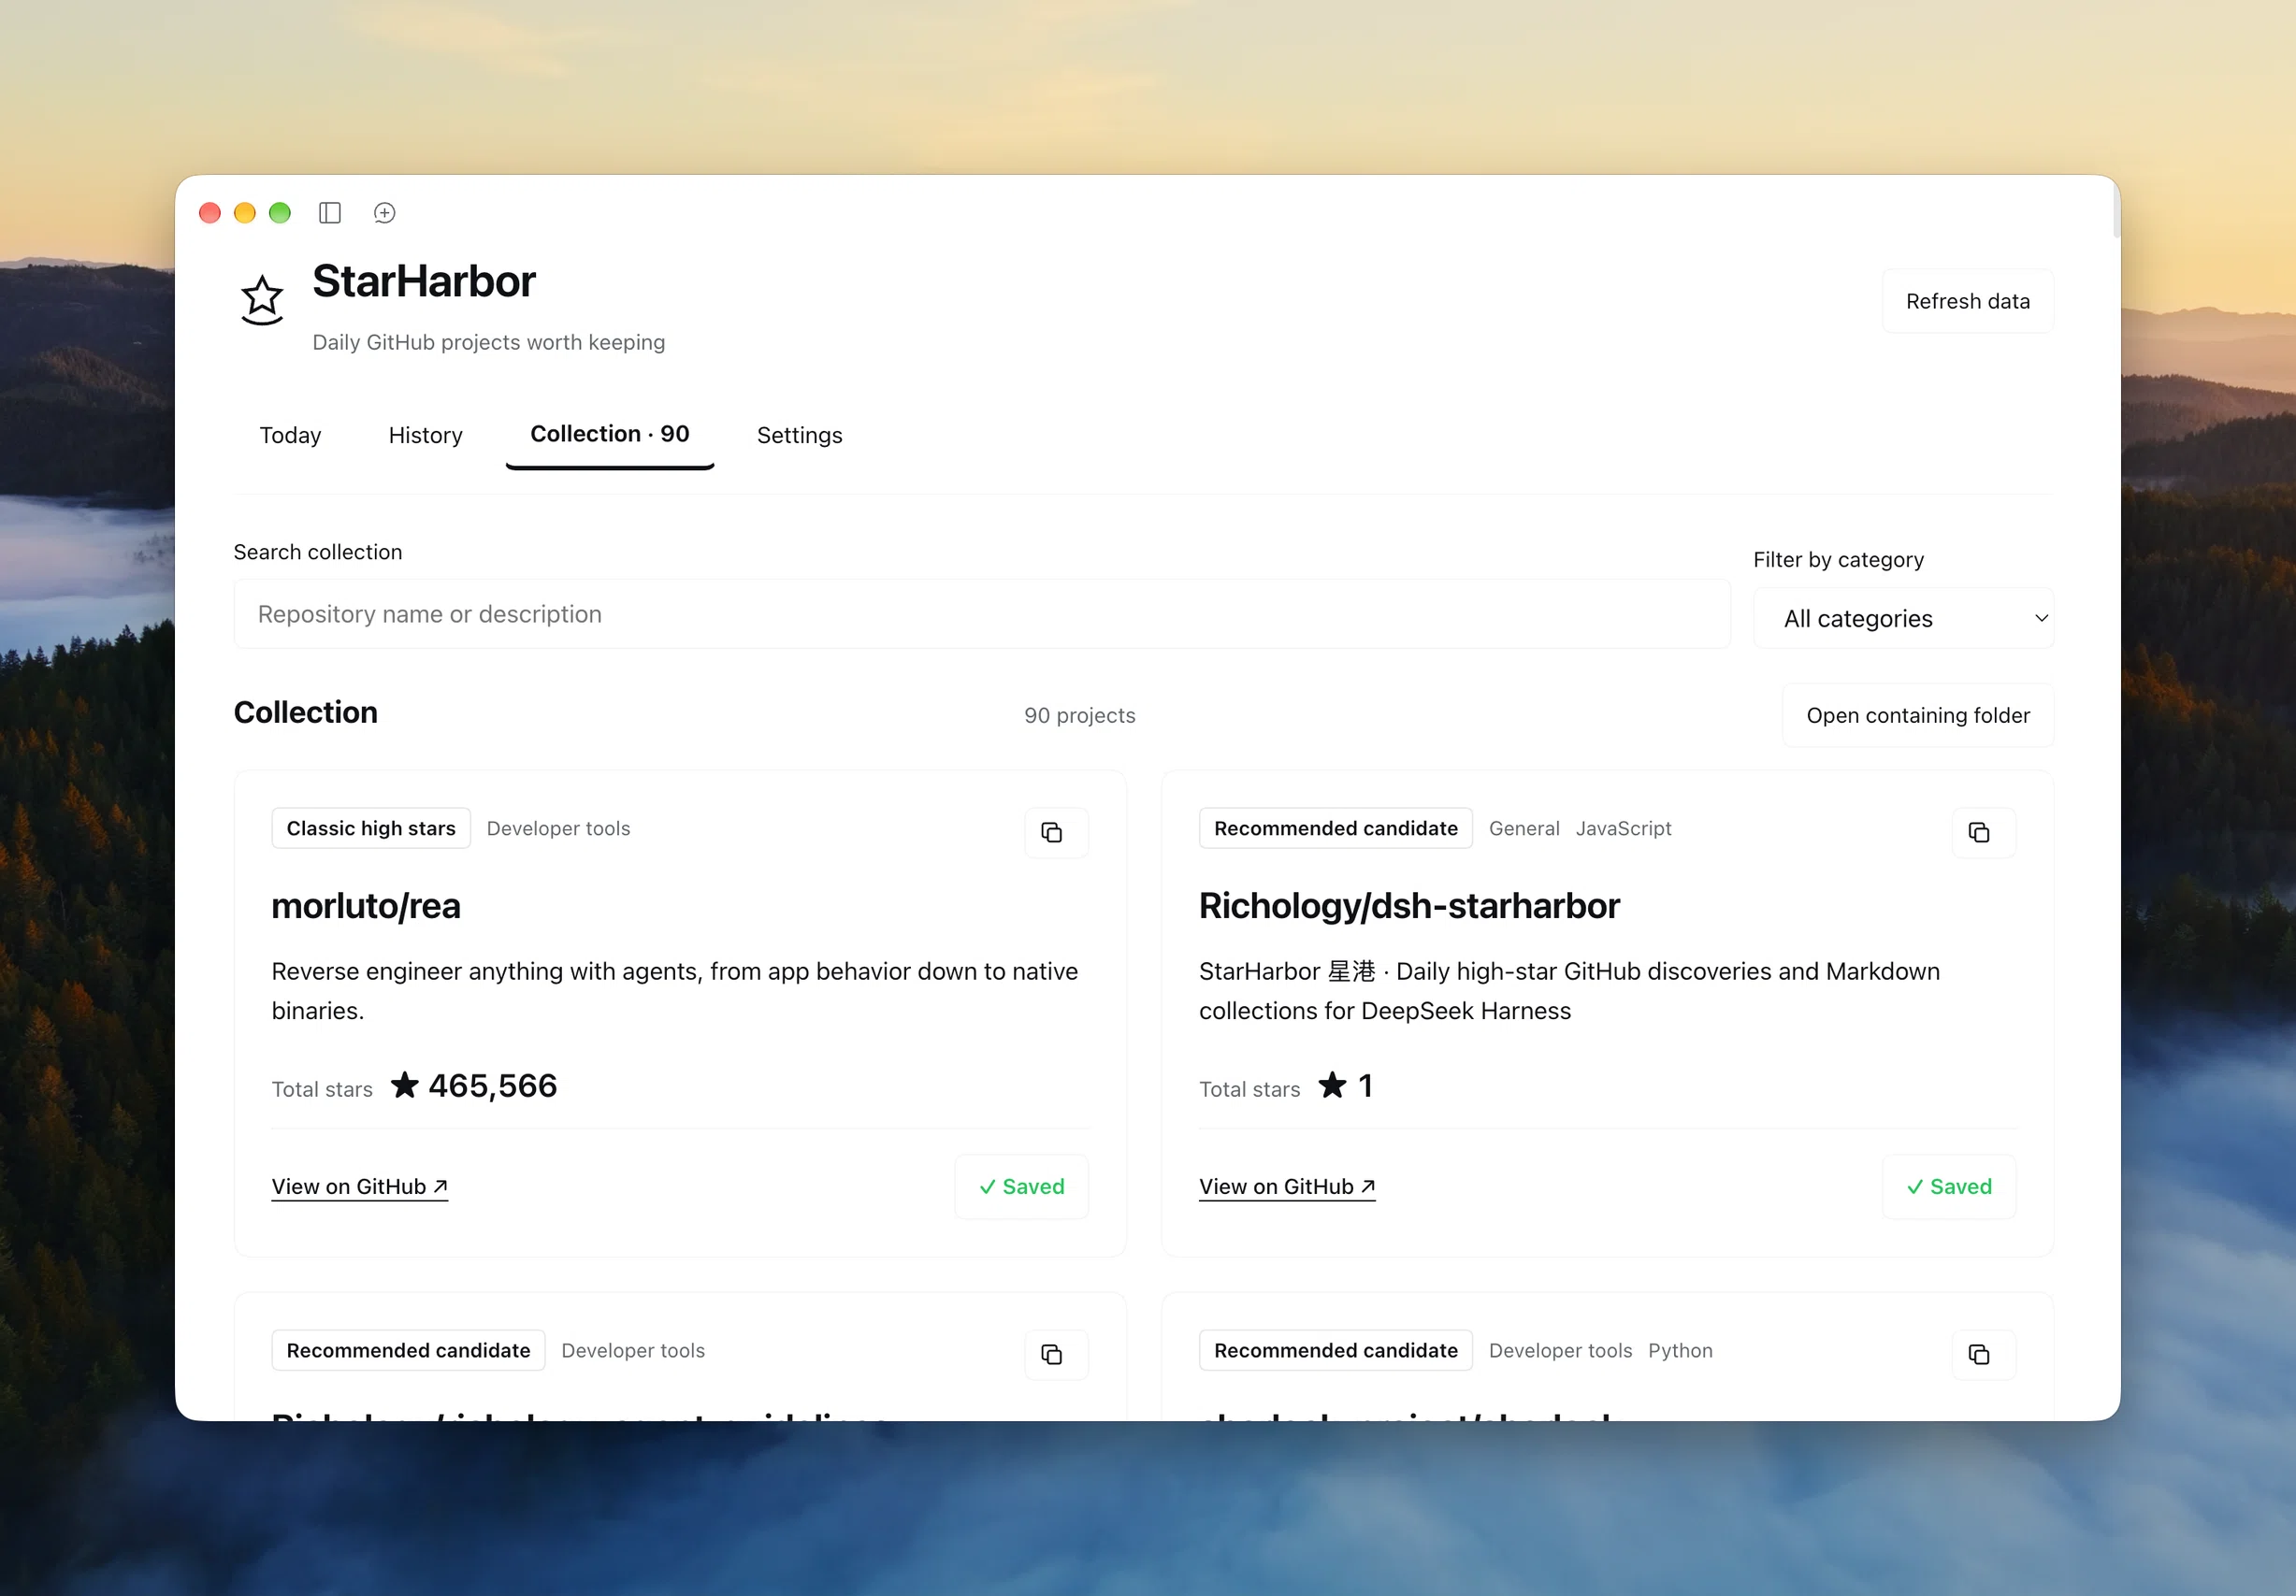 StarHarbor
Daily GitHub projects worth keeping
Refresh data
Today
History
Collection · 90
Settings
Search collection
Repository name or description
Filter by category
All categories
Collection
90 projects
Open containing folder
Classic high stars
Developer tools
morluto/rea
Reverse engineer anything with agents, from app behavior down to native
binaries.
Total stars ★ 465,566
View on GitHub ↗
✓ Saved
Recommended candidate
General JavaScript
Richology/dsh-starharbor
StarHarbor 星港 · Daily high-star GitHub discoveries and Markdown
collections for DeepSeek Harness
Total stars ★ 1
View on GitHub ↗
✓ Saved
Recommended candidate
Developer tools
Recommended candidate
Developer tools Python